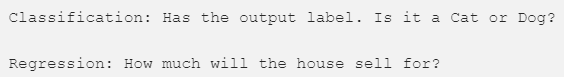 Classification: Has the output label. Is it a Cat or Dog?
Regression: How much will the house sell for?